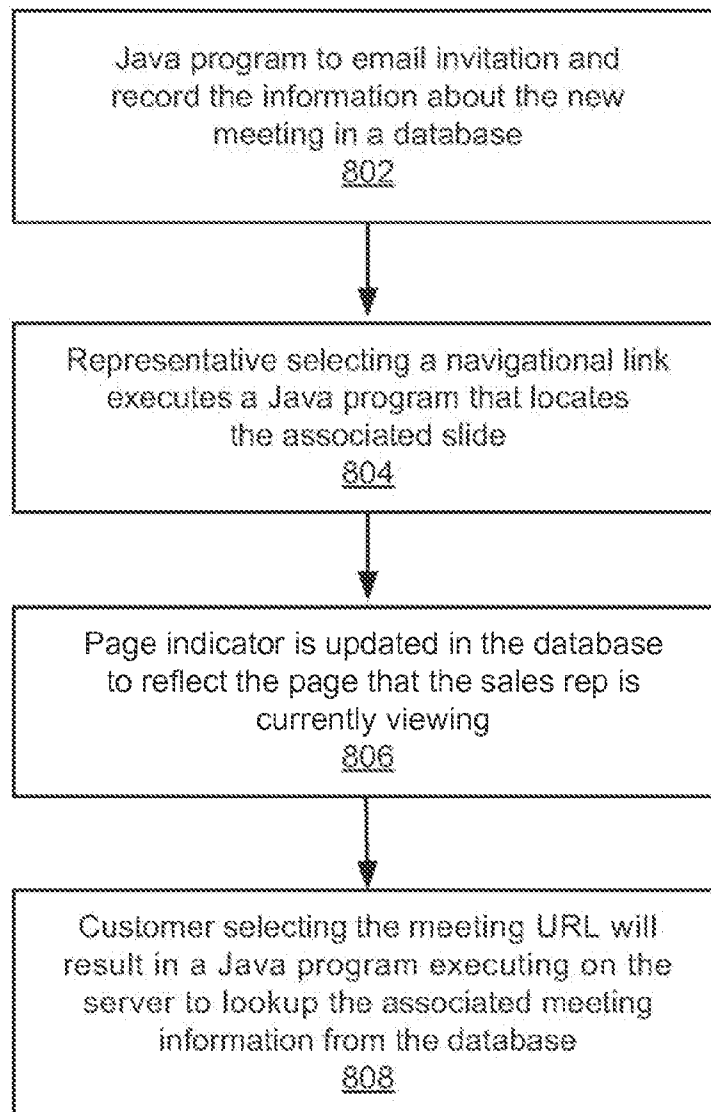 Java program to email invitation and
record the information about the new
meeting in a database
802
Representative selecting a navigational link
executes a Java program that locates
the associated slide
804
Page indicator is updated in the database
to reflect the page that the sales rep is
currently viewing
806
Customer selecting the meeting URL will
result in a Java program executing on the
server to lookup the associated meeting
information from the database
808